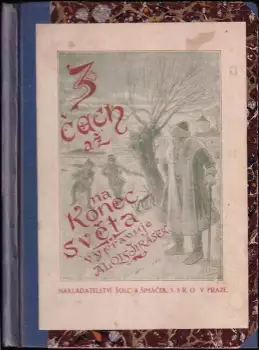 Z
čech
až
na
konec
světa
vypravuje
ALOIS JIRÁSEK
NAKLADATELSTVÍ ŠOLC A ŠIMÁČEK, S. S R. O. V PRAZE.